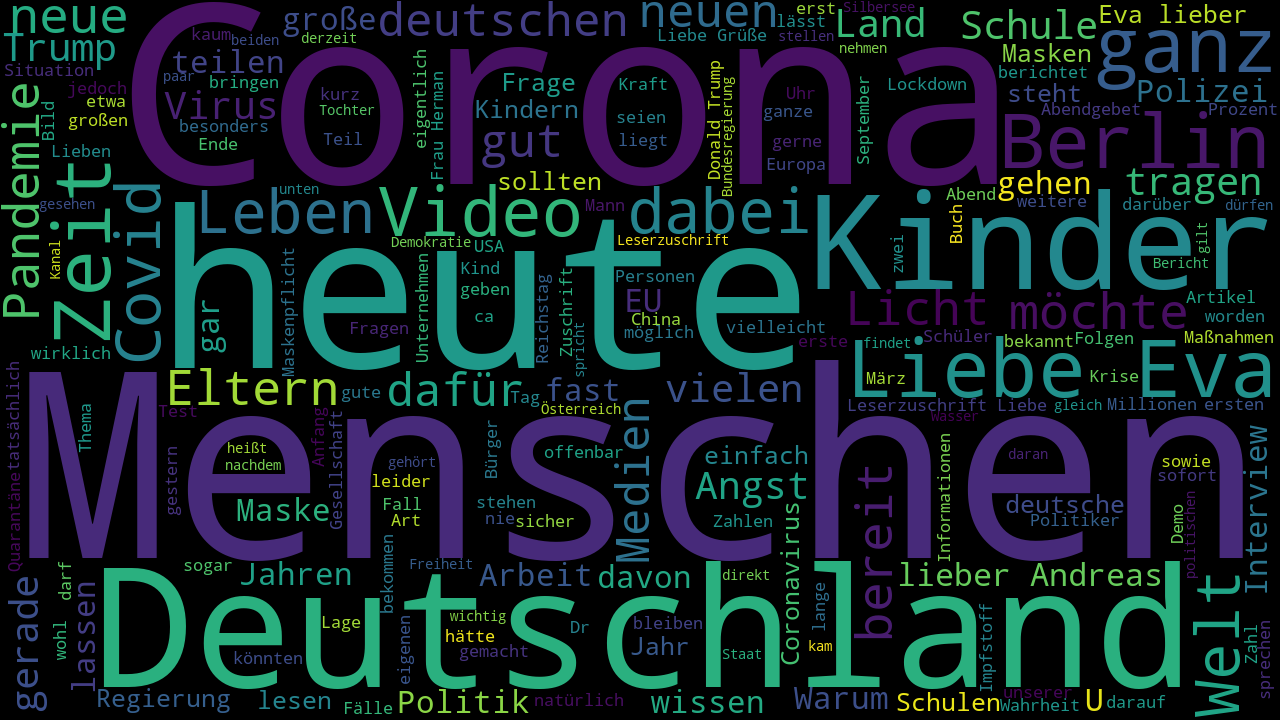 neue
Trump
Situation
jedoch
etwa
großen
Bild
Lieben
gesehen
Pandemie
Kanal
Zeit
wirklich
kaum
beiden
derzeit
große
deutschen
teilen
paar
bringen
Virus
besonders
Ende
kurz
Tochter
Teil
Corona
eigentlich
Frau Herman
Frage
Kindern
gut
sollten
Kraft
seien
liegt
neuen
Liebe Grüße
lässt
stellen
erst
Silbersee
Land
nehmen
Donald Trump
Bundesregierung
Uhr
ganze
gerne
Europa
September
Lockdown
Schule
Masken
berichtet
steht
Abendgebet
Eva lieber
ganz
Polizei
Prozent
Berlin
gehen
weitere
Abend
Buch
tragen
darüber
dürfen
gilt
Bericht
Covid
Leben
unten
Video
Demokratie
USA
Kind
geben
ca
Mann
dabei
Leserzuschrift
Personen
EU
China
möglich
vielleicht
heute
gar
Maskenpflicht
Fragen
Unternehmen
Reichstag
Zuschrift
spricht
erste
zwei
Kinder
Licht
möchte
Artikel
worden
findet
Schüler
bekannt
Folgen
Maßnahmen
März
Liebe
Krise
Eva
Leserzuschrift Liebe
gleich
Millionen
ersten
Wasser
Eltern
gute
dafür
Tag
fast
Österreich
vielen
Quarantäne
tatsächlich
Thema
Test
gestern
heißt
nachdem
Anfang
Gesellschaft
gehört
leider
Fall
Art
Bürger
offenbar
stehen
nie
sicher
Medien
einfach
Angst
Zahlen
Coronavirus
bereit
Informationen
daran
deutsche
Politiker
sowie
sofort
Demo
politischen
Interview
Menschen
Maske
sogar
Jahren
bekommen
Freiheit
Arbeit
davon
direkt
lange
lieber Andreas
gerade
darf
wohl
lassen
Deutschland
könnten
Lage
eigenen
wichtig
hätte
gemacht
Dr
bleiben
Jahr
Staat
kam
Impfstoff
Welt
Zahl
sprechen
Regierung
lesen
Fälle
Politik
natürlich
wissen
Warum
Schulen
unserer
Wahrheit
U
darauf